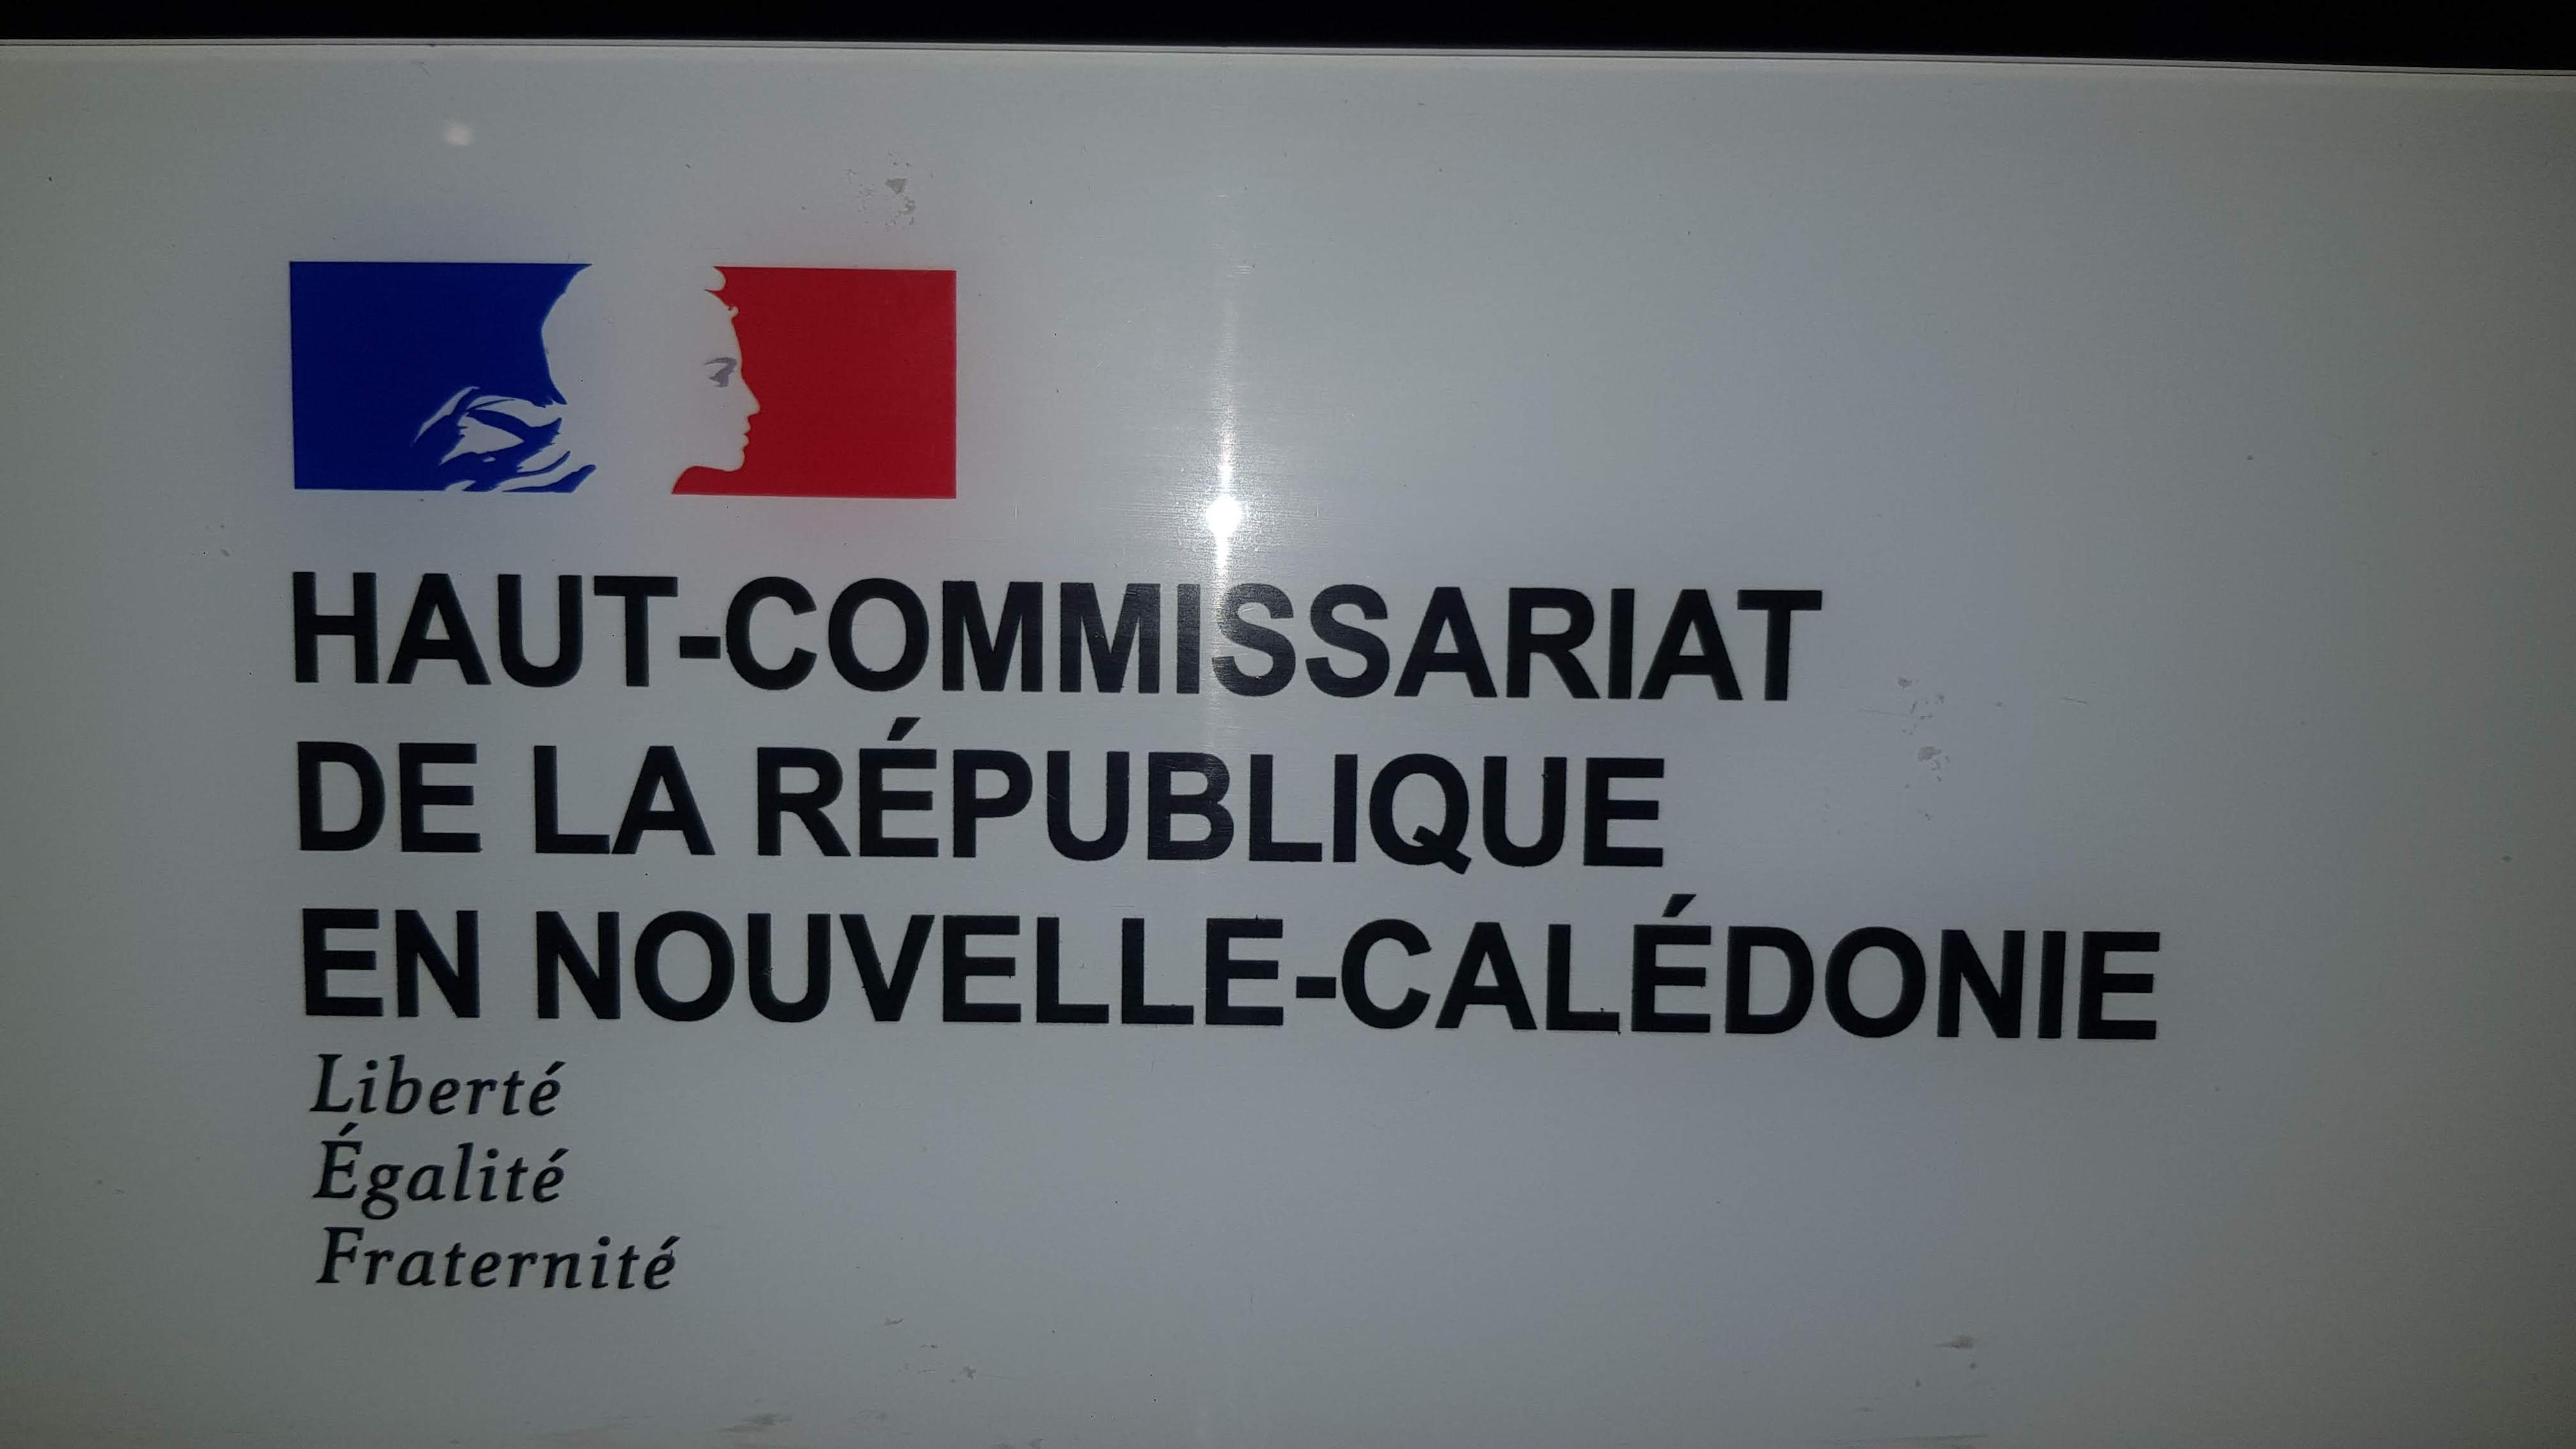 HAUT-COMMISSARIAT
DE LA RÉPUBLIQUE
EN NOUVELLE-CALÉDONIE
Liberté
Égalité
Fraternité